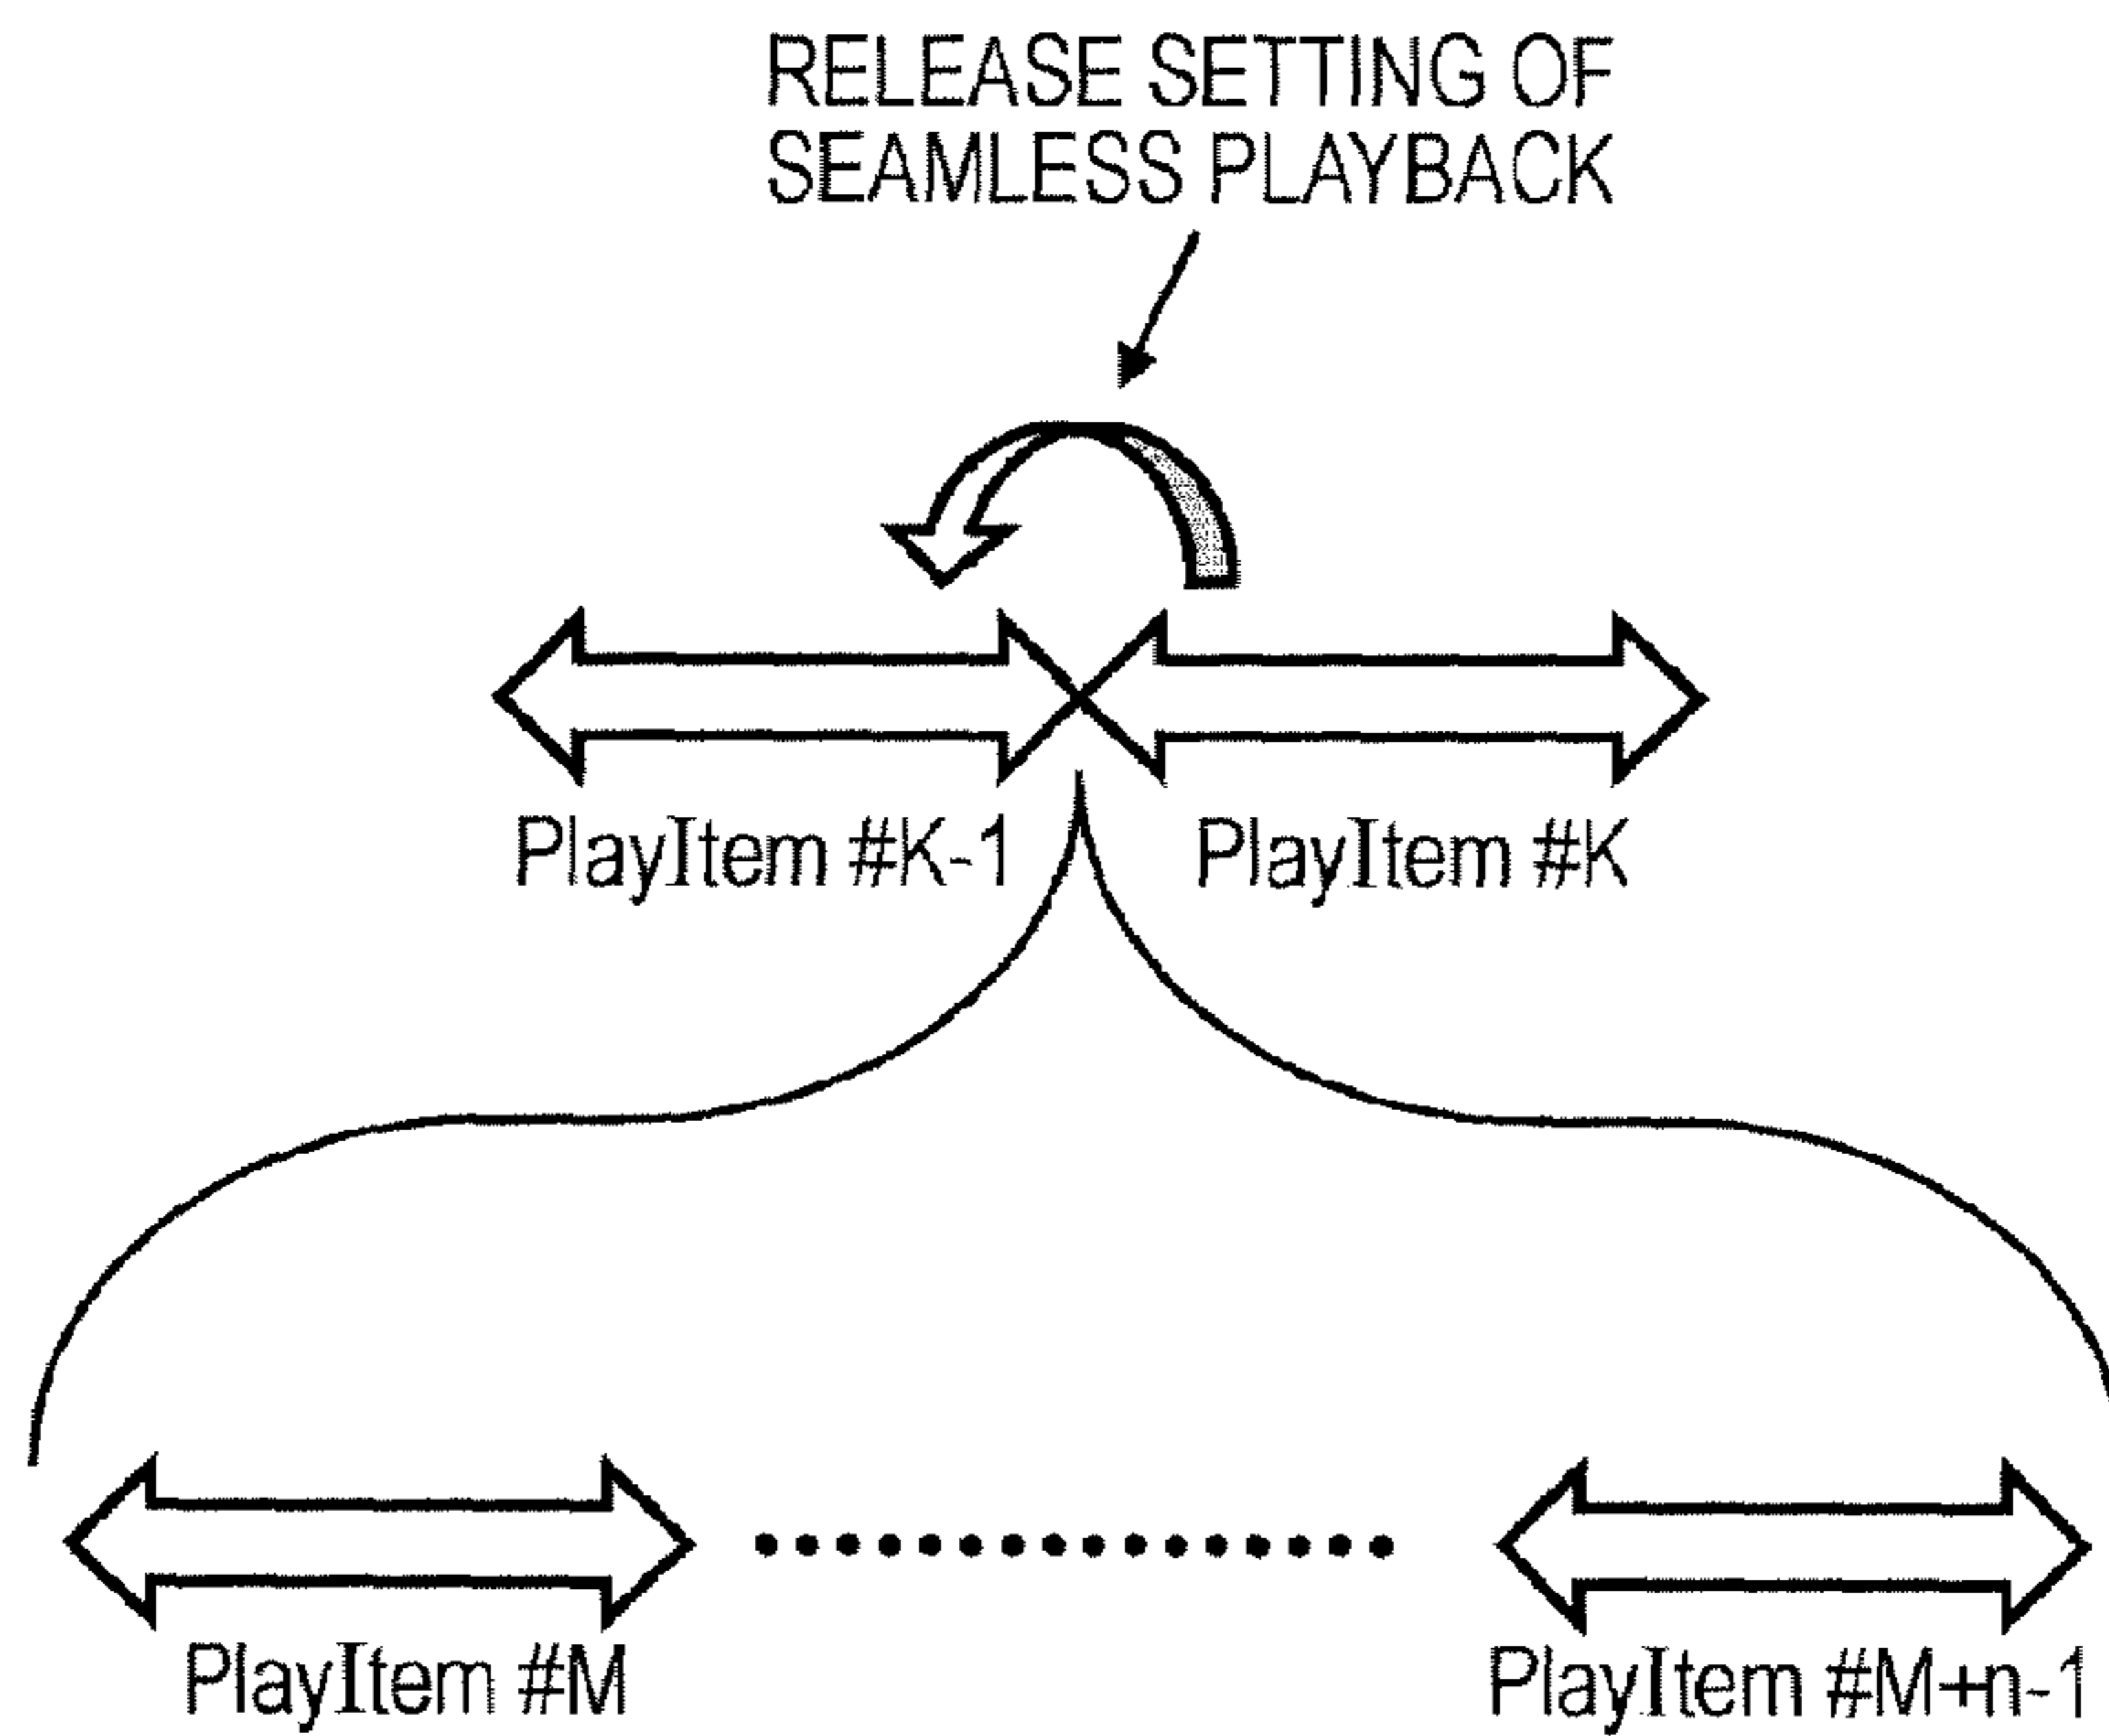 RELEASE SETTING OF
SEAMLESS PLAYBACK
PlayItem #K-1
PlayItem #K
PlayItem #M
PlayItem #M+n-1